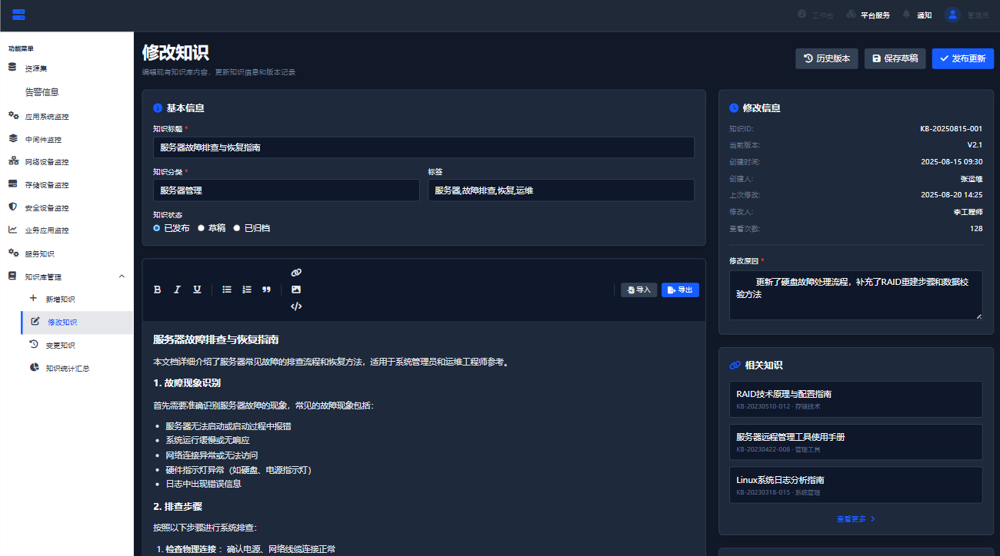 工作台
平台服务
通知
管理员
功能菜单
资源集
告警信息
应用系统监控
中间件监控
网络设备监控
存储设备监控
安全设备监控
业务应用监控
服务知识
知识库管理
新增知识
修改知识
变更知识
知识统计汇总
修改知识
编辑现有知识库内容，更新知识信息和版本记录
历史版本
保存草稿
发布更新
基本信息
知识标题 *
服务器故障排查与恢复指南
知识分类 *
标签
服务器管理
服务器,故障排查,恢复,运维
知识状态
已发布
草稿
已归档
B I U
导入
导出
服务器故障排查与恢复指南
本文档详细介绍了服务器常见故障的排查流程和恢复方法，适用于系统管理员和运维工程师参考。
1. 故障现象识别
首先需要准确识别服务器故障的现象，常见的故障现象包括：
• 服务器无法启动或启动过程中报错
• 系统运行缓慢或无响应
• 网络连接异常或无法访问
• 硬件指示灯异常（如硬盘、电源指示灯）
• 日志中出现错误信息
2. 排查步骤
按照以下步骤进行系统排查：
1. 检查物理连接 ：确认电源、网络线缆连接正常
修改信息
知识ID: KB-20250815-001
当前版本: V2.1
创建时间: 2025-08-15 09:30
创建人: 张运维
上次修改: 2025-08-20 14:25
修改人: 李工程师
查看次数: 128
修改原因 *
更新了硬盘故障处理流程，补充了RAID重建步骤和数据校
验方法
相关知识
RAID技术原理与配置指南
KB-20230510-012 · 存储技术
服务器远程管理工具使用手册
KB-20230422-008 · 管理工具
Linux系统日志分析指南
KB-20230318-015 · 系统管理
查看更多